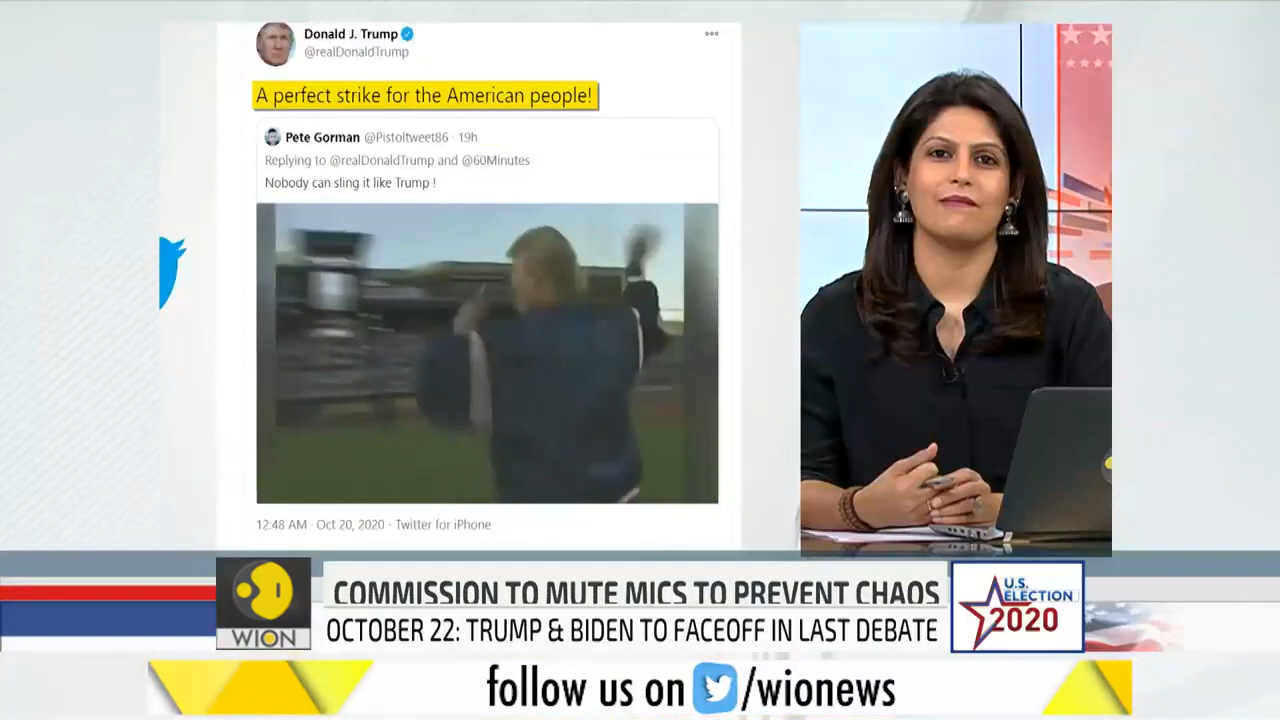 Donald J. Trump
@realDonaldTrump
A perfect strike for the American people!
Pete Gorman @Pistoltweet86 · 19h
Replying to @realDonaldTrump and @60Minutes
Nobody can sling it like Trump !
12:48 AM · Oct 20, 2020 · Twitter for iPhone
COMMISSION TO MUTE MICS TO PREVENT CHAOS
OCTOBER 22: TRUMP & BIDEN TO FACEOFF IN LAST DEBATE
WION
U.S.
ELECTION
2020
follow us on /wionews